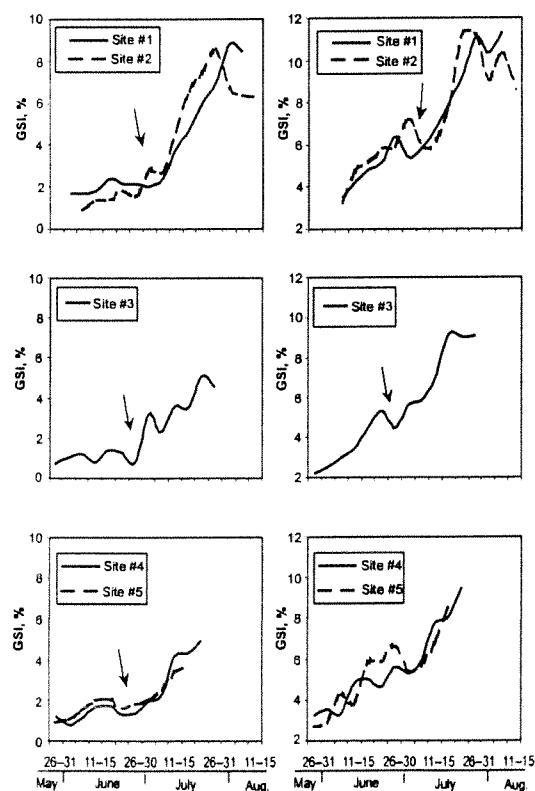 10
8
6
4
2
0
GSI, %
Site #1
Site #2
12
10
8
6
4
2
GSI, %
Site #1
Site #2
10
8
6
4
2
0
GSI, %
Site #3
12
10
8
6
4
2
GSI, %
Site #3
10
8
6
4
2
0
GSI, %
Site #4
Site #5
26–31 11–15 26–30 11–15 26–31 11–15
May June July Aug.
12
10
8
6
4
2
GSI, %
Site #4
Site #5
26–31 11–15 26–30 11–15 26–31 11–15
May June July Aug.